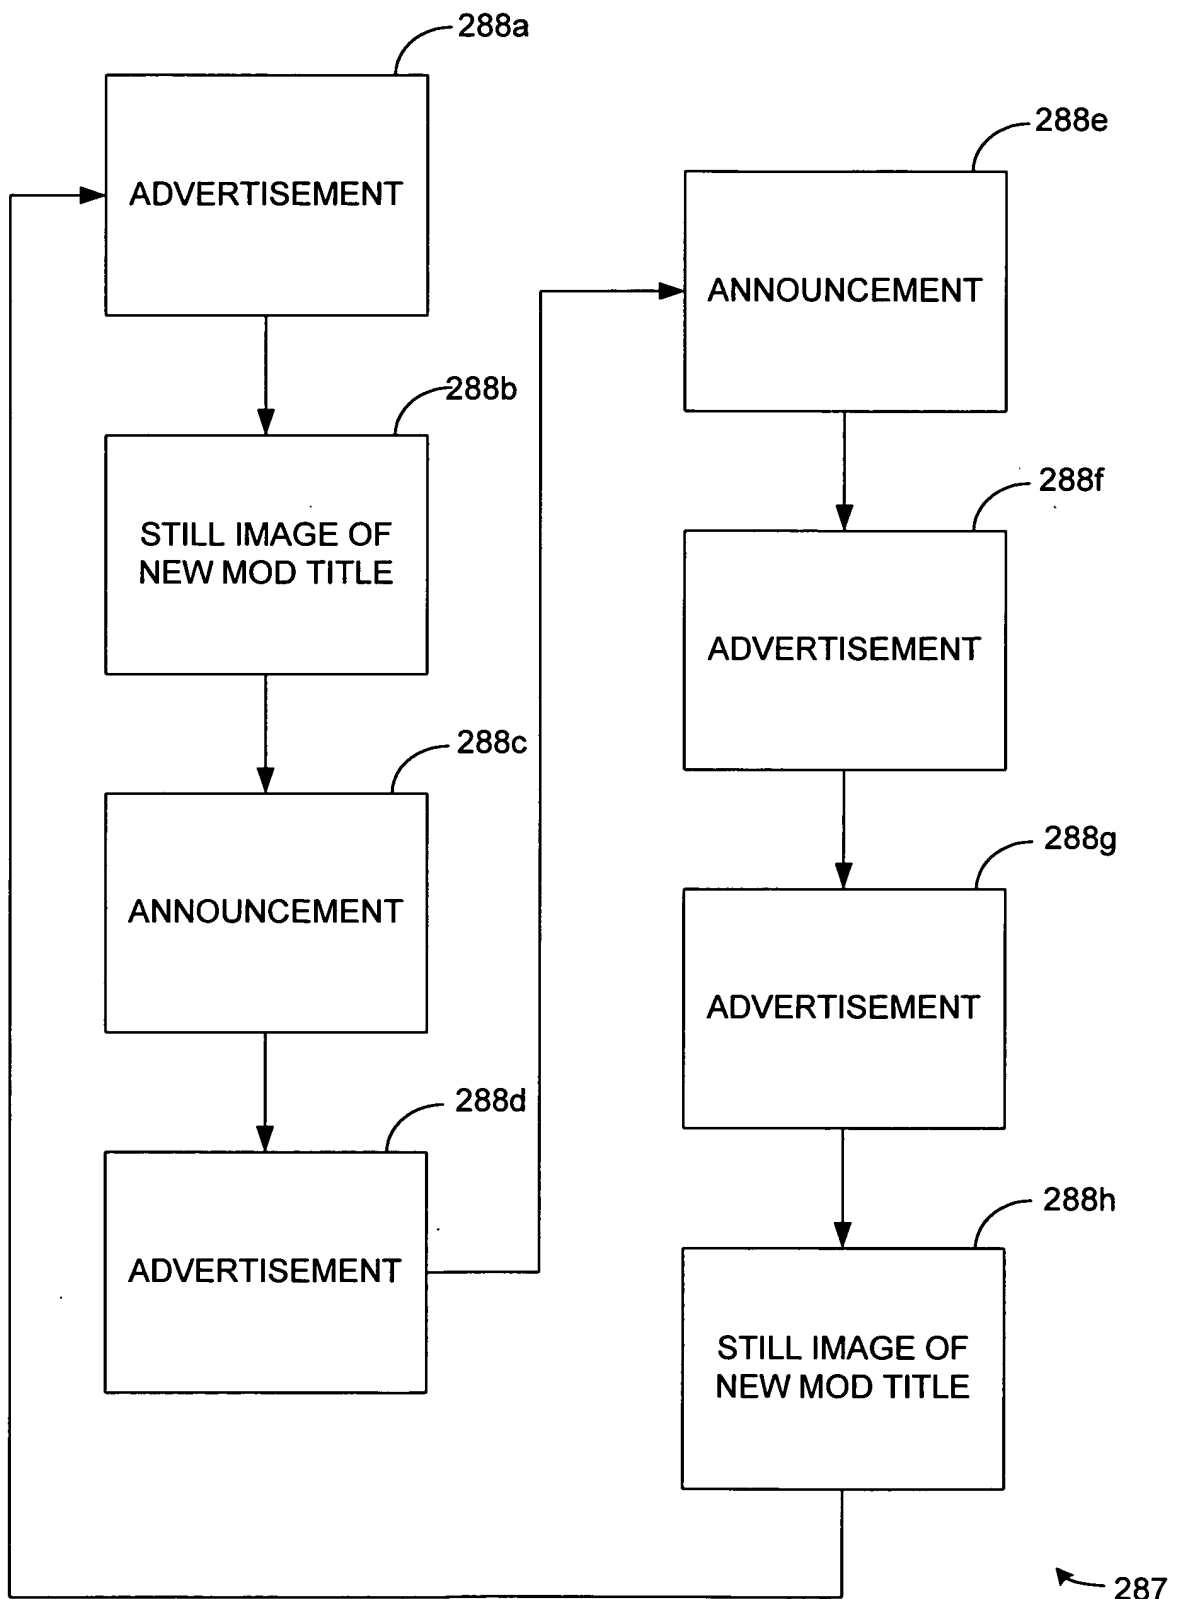 288a
ADVERTISEMENT
288b
STILL IMAGE OF
NEW MOD TITLE
288c
ANNOUNCEMENT
288d
ADVERTISEMENT
288e
ANNOUNCEMENT
288f
ADVERTISEMENT
288g
ADVERTISEMENT
288h
STILL IMAGE OF
NEW MOD TITLE
287